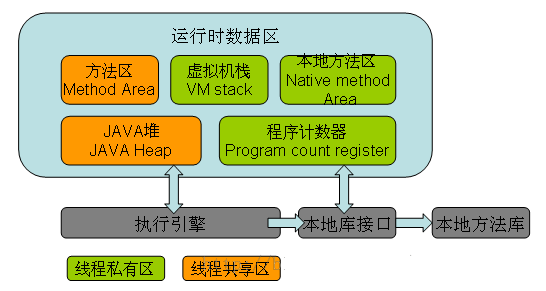 运行时数据区
方法区
Method Area
虚拟机栈
VM stack
本地方法区
Native method
Area
JAVA堆
JAVA Heap
程序计数器
Program count register
执行引擎
本地库接口
本地方法库
线程私有区
线程共享区